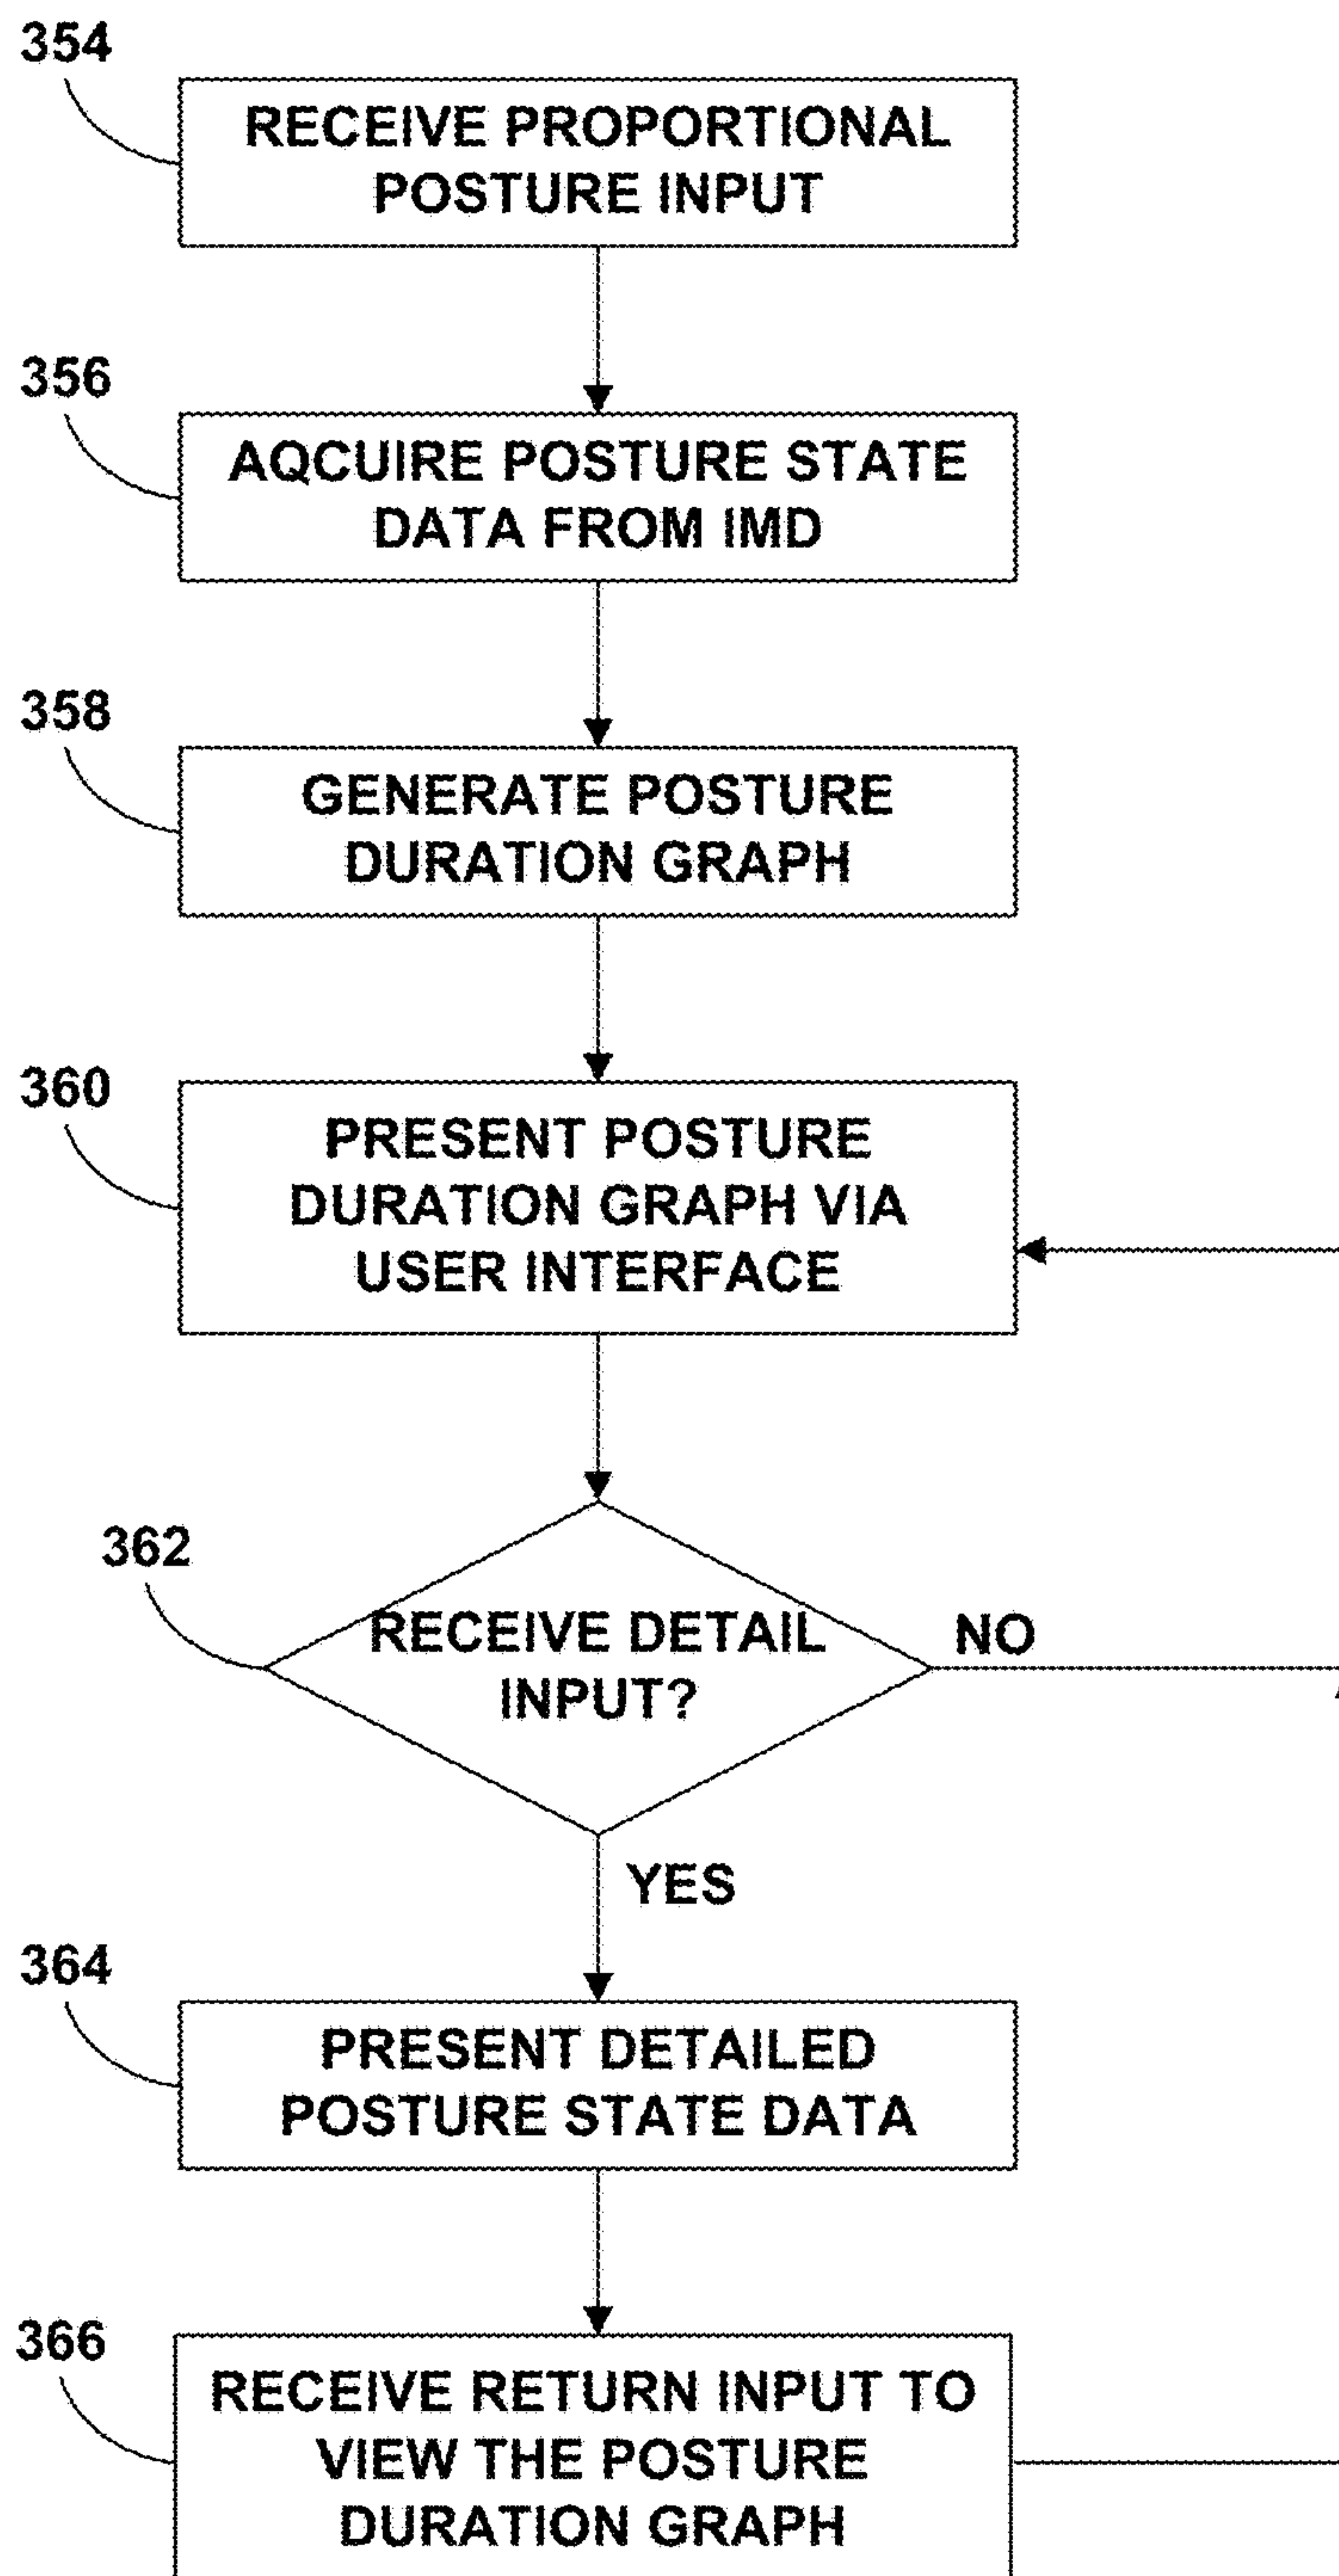 354
RECEIVE PROPORTIONAL
POSTURE INPUT
356
AQCUIRE POSTURE STATE
DATA FROM IMD
358
GENERATE POSTURE
DURATION GRAPH
360
PRESENT POSTURE
DURATION GRAPH VIA
USER INTERFACE
362
RECEIVE DETAIL
INPUT?
NO
YES
364
PRESENT DETAILED
POSTURE STATE DATA
366
RECEIVE RETURN INPUT TO
VIEW THE POSTURE
DURATION GRAPH